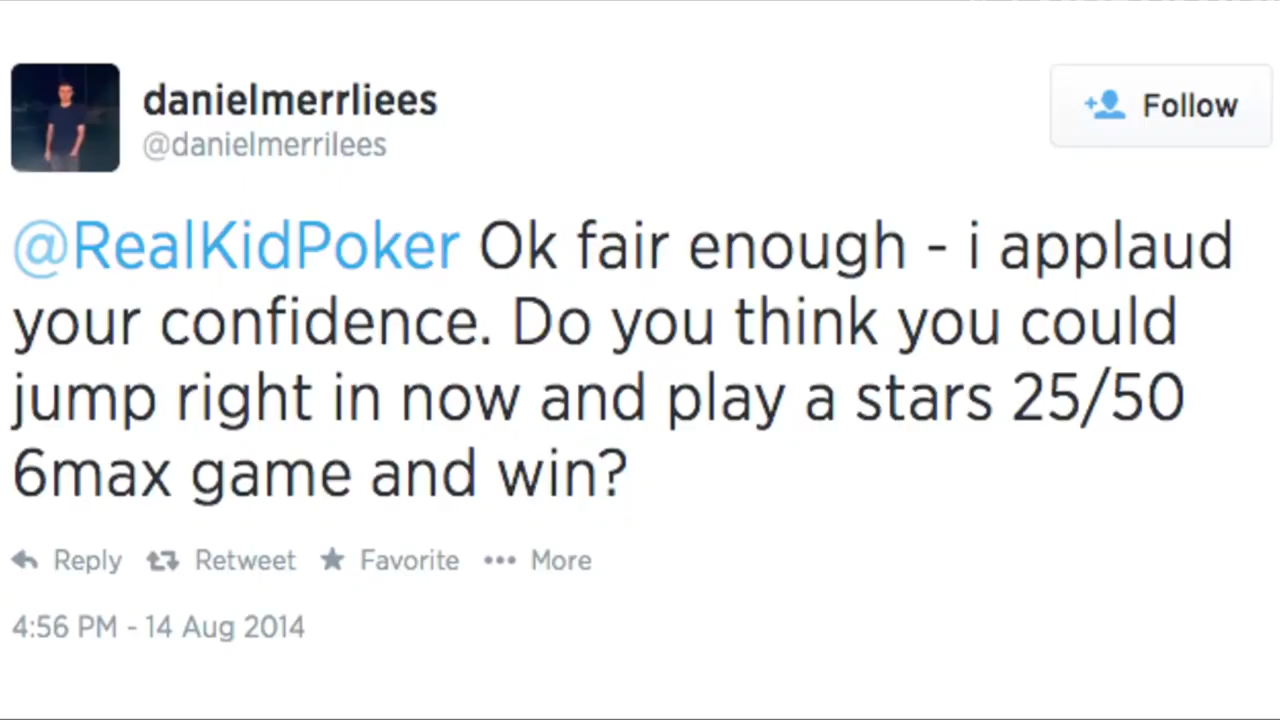 danielmerrliees
@danielmerrilees
Follow
@RealKidPoker Ok fair enough - i applaud
your confidence. Do you think you could
jump right in now and play a stars 25/50
6max game and win?
Reply Retweet Favorite More
4:56 PM - 14 Aug 2014